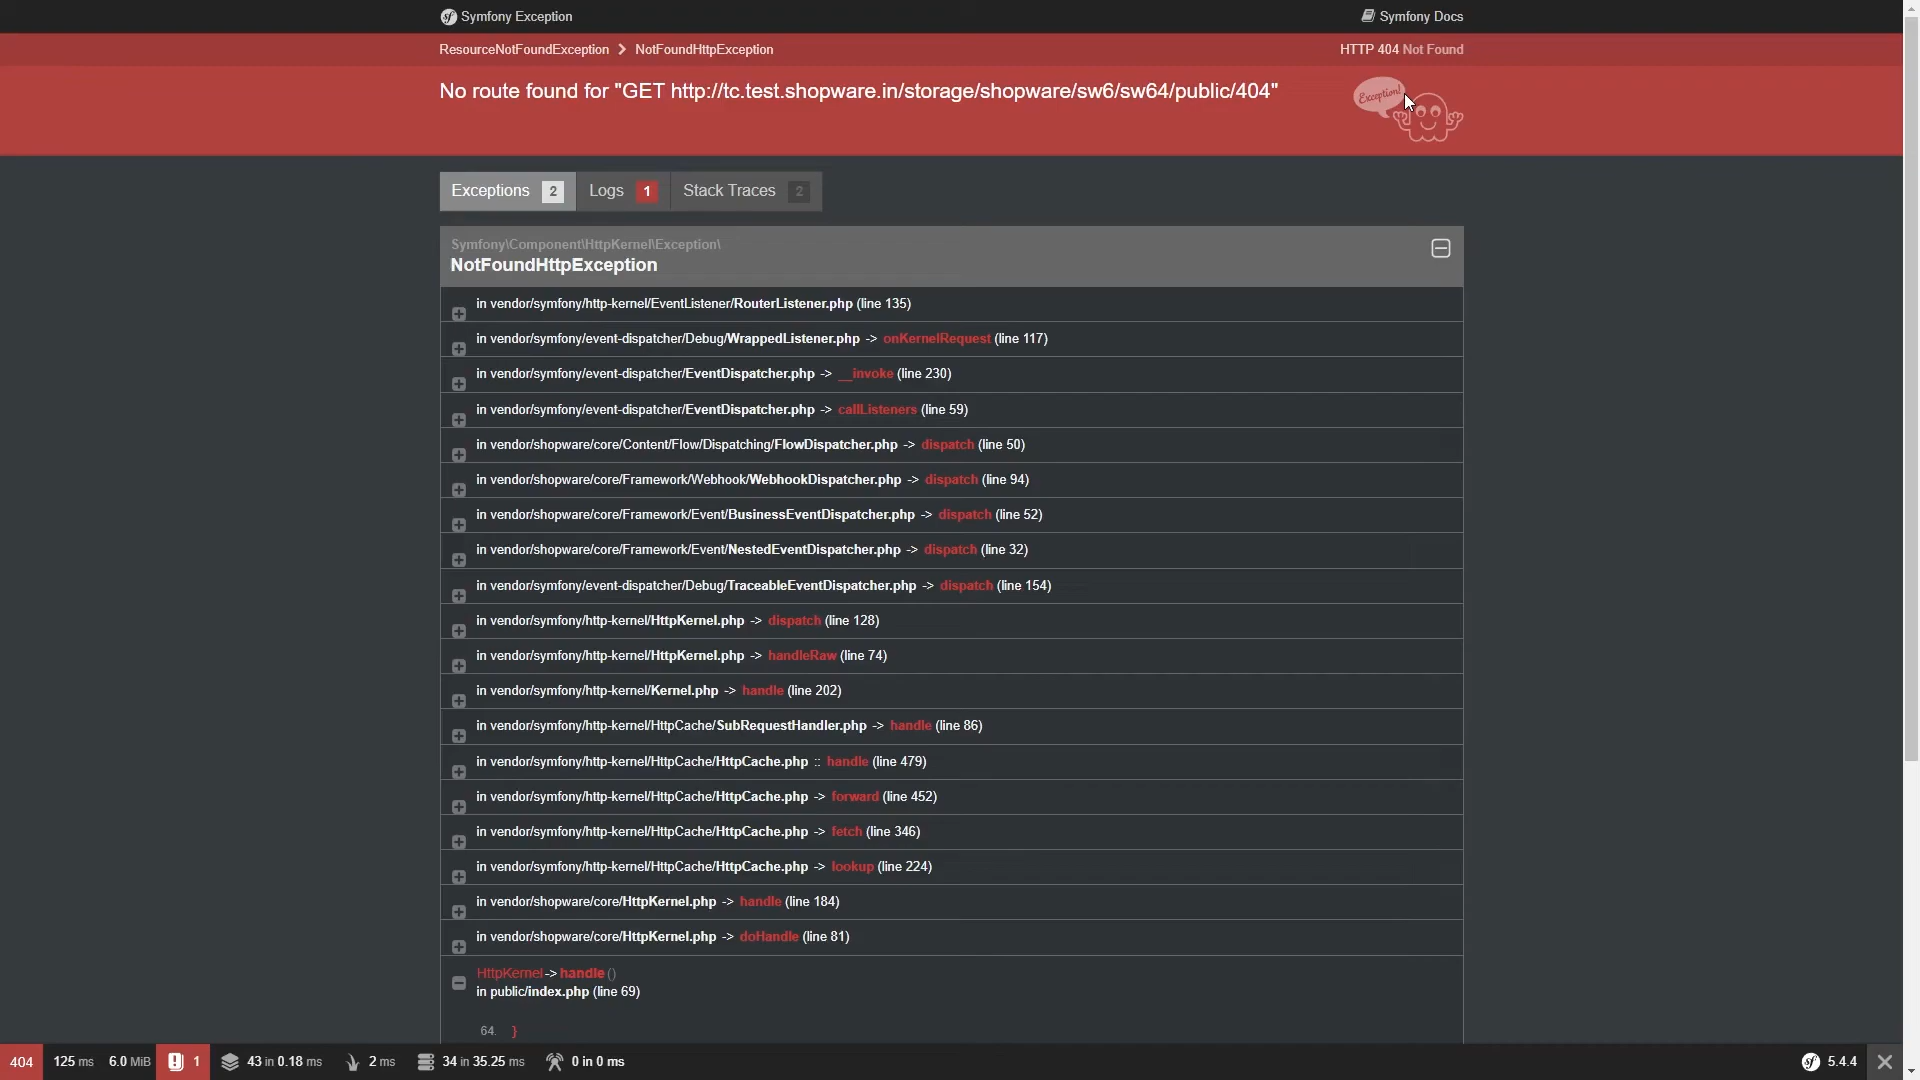 Symfony Exception
Symfony Docs
ResourceNotFoundException > NotFoundHttpException
HTTP 404 Not Found
No route found for "GET http://tc.test.shopware.in/storage/shopware/sw6/sw64/public/404"
Exception!
Exceptions 2 Logs 1 Stack Traces 2
Symfony\Component\HttpKernel\Exception\
NotFoundHttpException
in vendor/symfony/http-kernel/EventListener/RouterListener.php (line 135)
in vendor/symfony/event-dispatcher/Debug/WrappedListener.php -> onKernelRequest (line 117)
in vendor/symfony/event-dispatcher/EventDispatcher.php -> __invoke (line 230)
in vendor/symfony/event-dispatcher/EventDispatcher.php -> callListeners (line 59)
in vendor/shopware/core/Content/Flow/Dispatching/FlowDispatcher.php -> dispatch (line 50)
in vendor/shopware/core/Framework/Webhook/WebhookDispatcher.php -> dispatch (line 94)
in vendor/shopware/core/Framework/Event/BusinessEventDispatcher.php -> dispatch (line 52)
in vendor/shopware/core/Framework/Event/NestedEventDispatcher.php -> dispatch (line 32)
in vendor/symfony/event-dispatcher/Debug/TraceableEventDispatcher.php -> dispatch (line 154)
in vendor/symfony/http-kernel/HttpKernel.php -> dispatch (line 128)
in vendor/symfony/http-kernel/HttpKernel.php -> handleRaw (line 74)
in vendor/symfony/http-kernel/Kernel.php -> handle (line 202)
in vendor/symfony/http-kernel/HttpCache/SubRequestHandler.php -> handle (line 86)
in vendor/symfony/http-kernel/HttpCache/HttpCache.php :: handle (line 479)
in vendor/symfony/http-kernel/HttpCache/HttpCache.php -> forward (line 452)
in vendor/symfony/http-kernel/HttpCache/HttpCache.php -> fetch (line 346)
in vendor/symfony/http-kernel/HttpCache/HttpCache.php -> lookup (line 224)
in vendor/shopware/core/HttpKernel.php -> handle (line 184)
in vendor/shopware/core/HttpKernel.php -> doHandle (line 81)
HttpKernel->handle()
in public/index.php (line 69)
64. }
404 125 ms 6.0 MiB 1 43 in 0.18 ms 2 ms 34 in 35.25 ms 0 in 0 ms sf 5.4.4